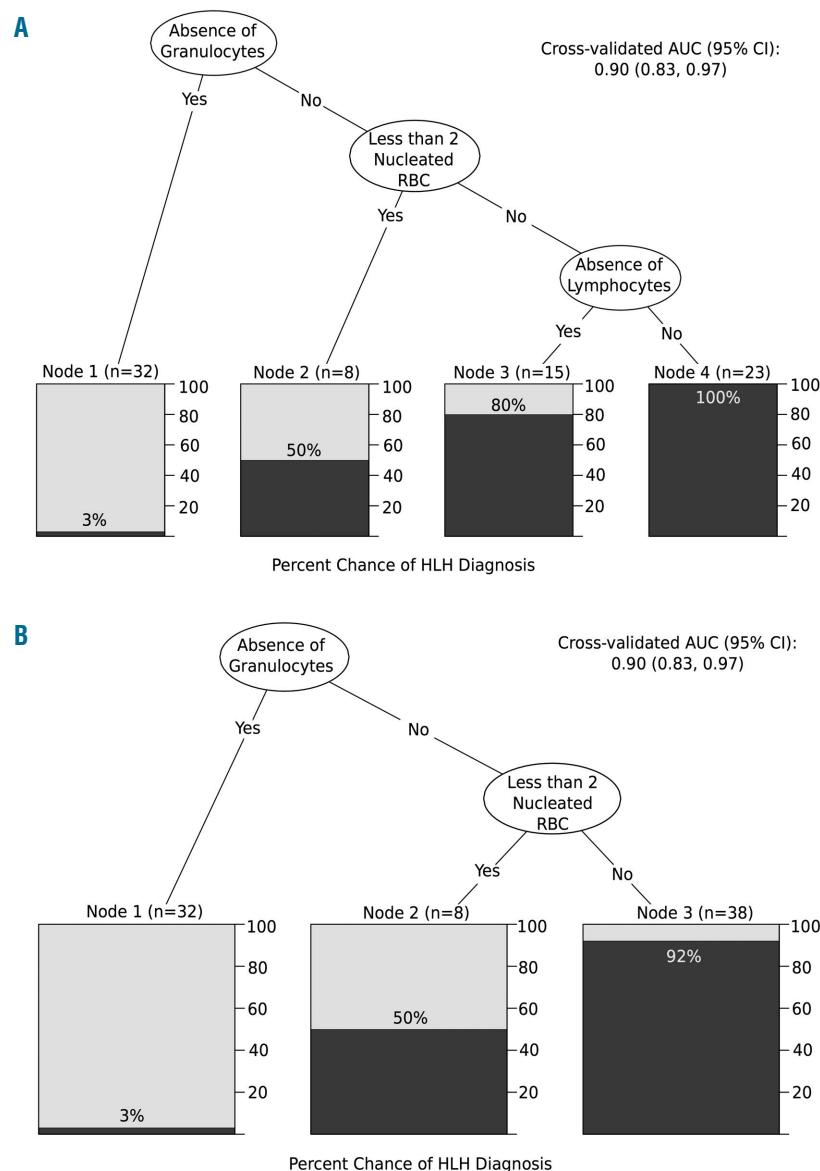 A
Absence of
Granulocytes
Cross-validated AUC (95% CI):
0.90 (0.83, 0.97)
Yes
No
Less than 2
Nucleated
RBC
Yes
No
Absence of
Lymphocytes
Yes
No
Node 1 (n=32)
Node 2 (n=8)
Node 3 (n=15)
Node 4 (n=23)
100
80
60
40
20
3%
100
80
60
40
20
50%
100
80
60
40
20
80%
100
80
60
40
20
100%
Percent Chance of HLH Diagnosis
B
Absence of
Granulocytes
Cross-validated AUC (95% CI):
0.90 (0.83, 0.97)
Yes
No
Less than 2
Nucleated
RBC
Yes
No
Node 1 (n=32)
Node 2 (n=8)
Node 3 (n=38)
100
80
60
40
20
3%
100
80
60
40
20
50%
100
80
60
40
20
92%
Percent Chance of HLH Diagnosis